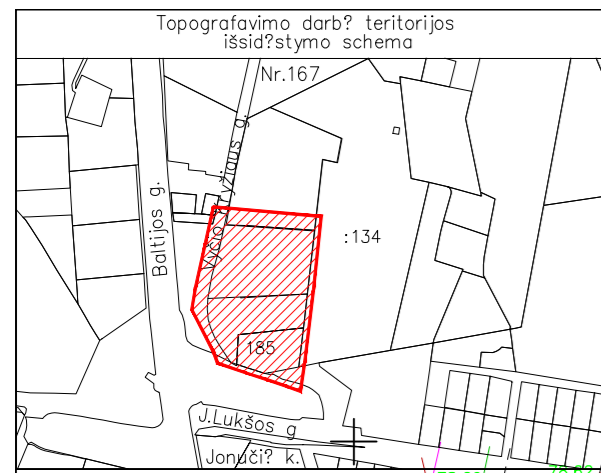 Topografavimo darb? teritorijos
išsid?stymo schema
Nr.167
Vyčio Kryžiaus g.
Baltijos g.
:134
185
J.Lukšos g
Jonuči? k.